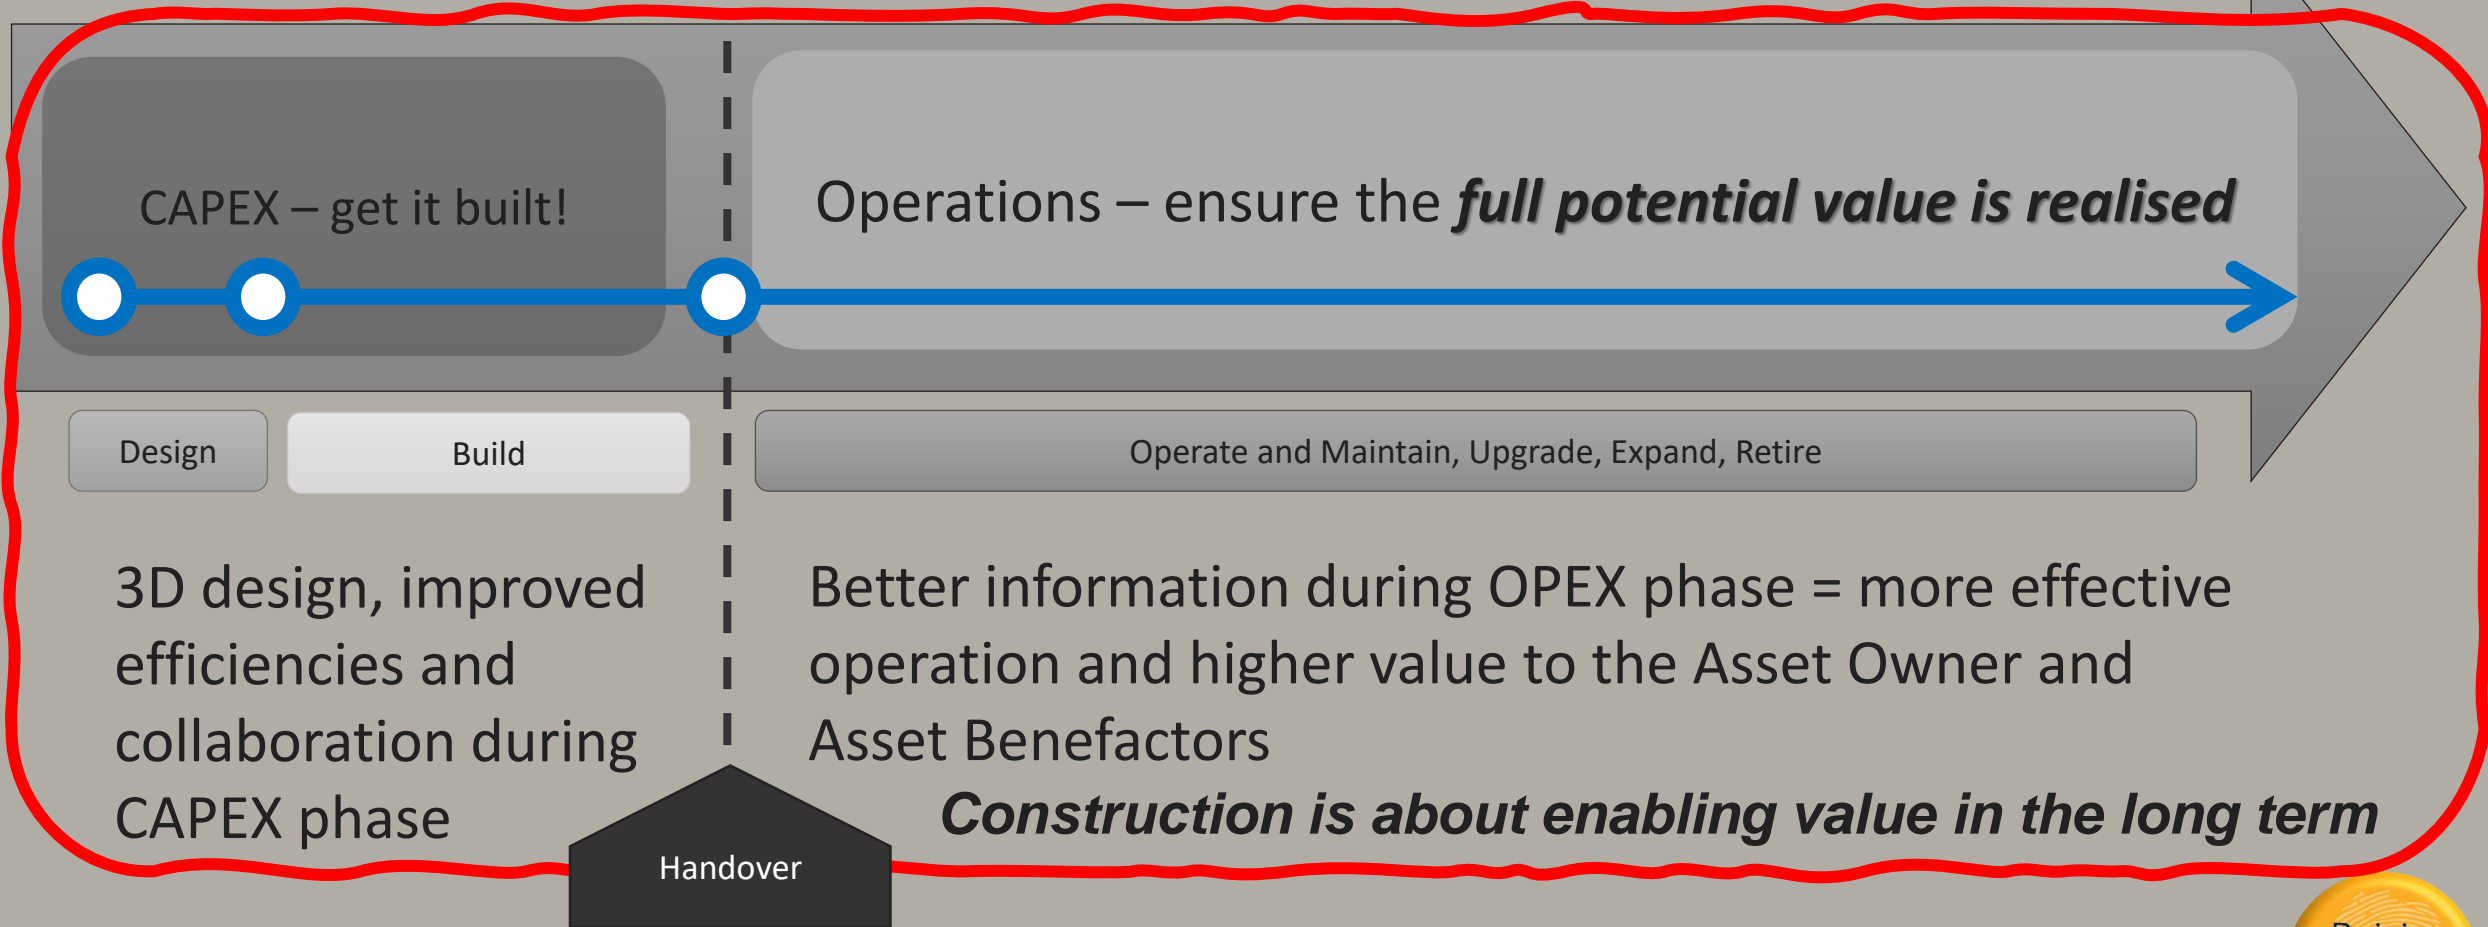 CAPEX – get it built!
Operations – ensure the full potential value is realised
Design
Build
Operate and Maintain, Upgrade, Expand, Retire
3D design, improved
efficiencies and
collaboration during
CAPEX phase
Better information during OPEX phase = more effective
operation and higher value to the Asset Owner and
Asset Benefactors
Construction is about enabling value in the long term
Handover